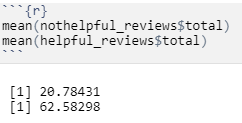 ```{r}
mean(nothelpful_reviews$total)
mean(helpful_reviews$total)
```
[1] 20.78431
[1] 62.58298